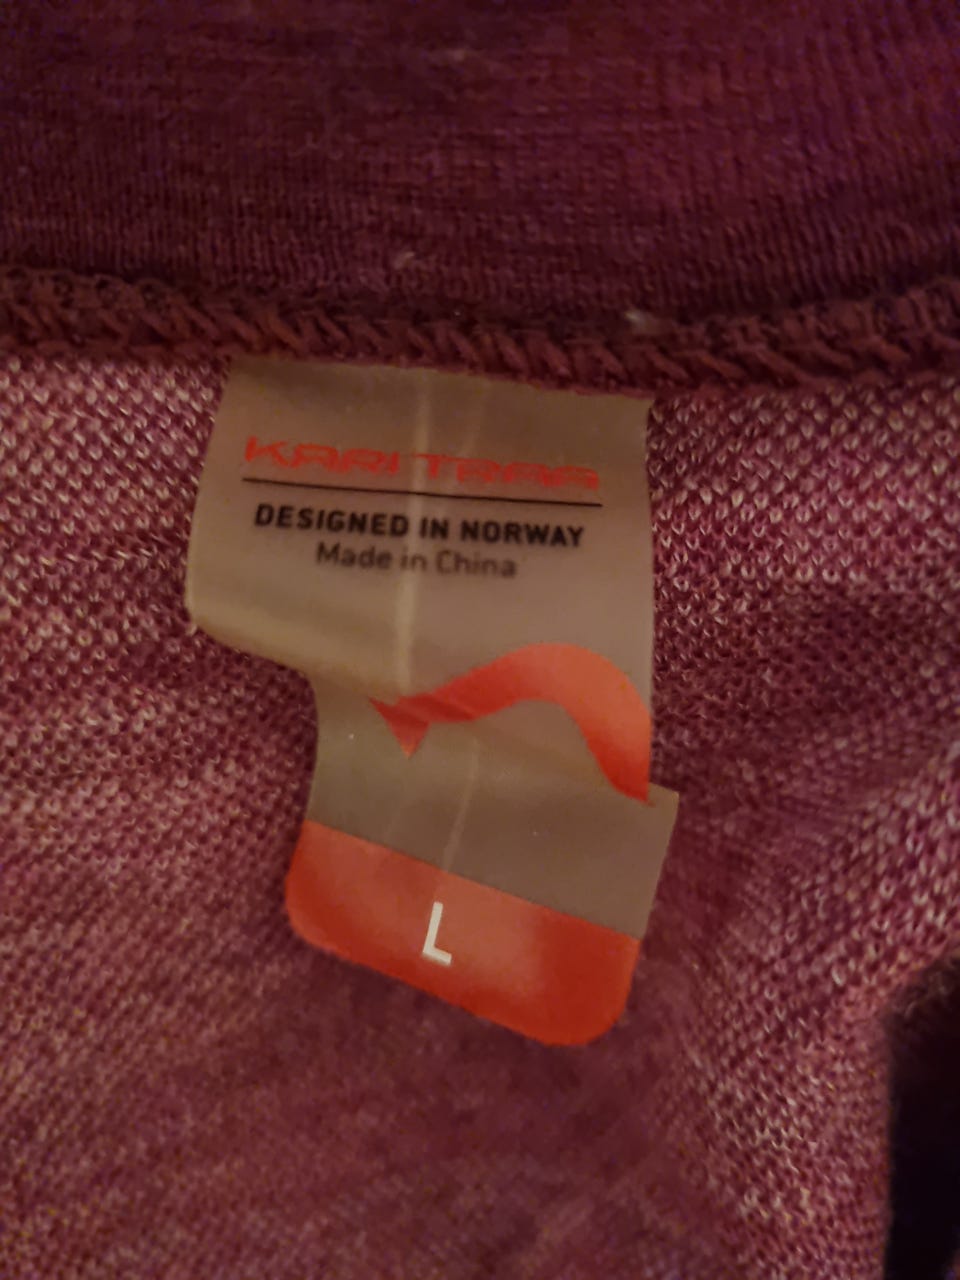 KARI TRAA
DESIGNED IN NORWAY
Made in China
L